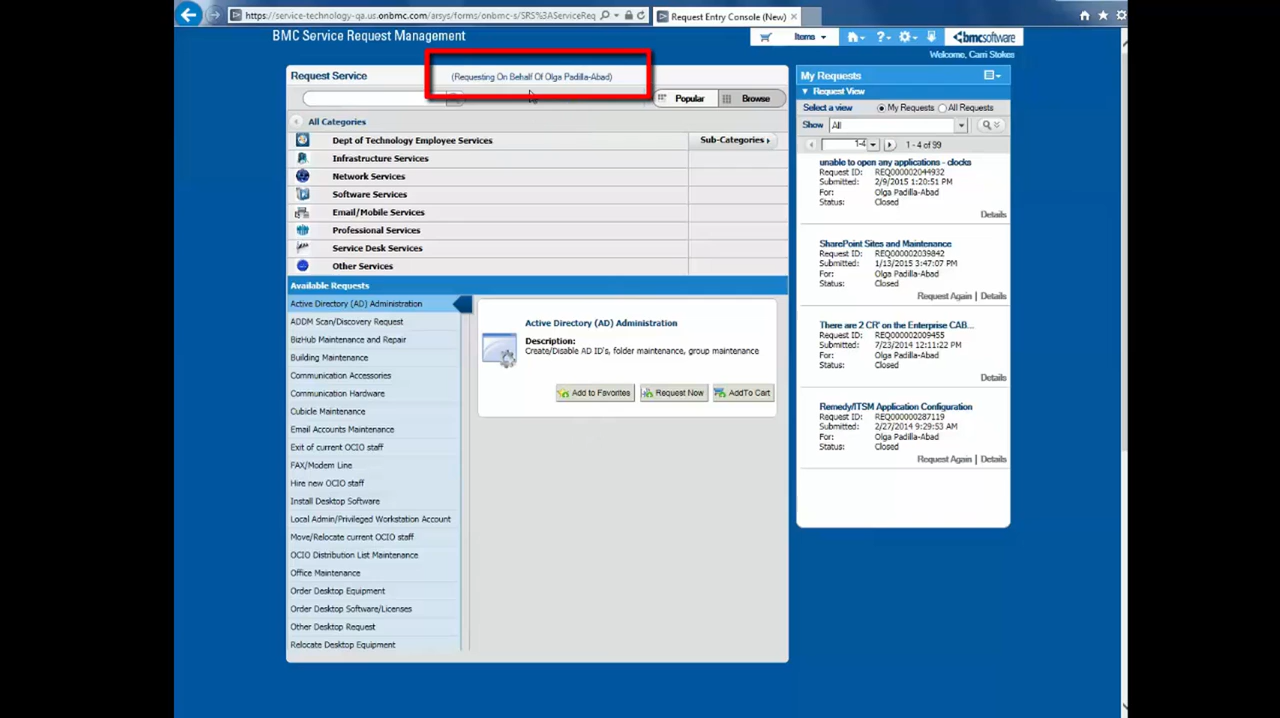 https://service-technology-qa.us.onbmc.com/arsys/forms/onbmc-s/SRS%3AServiceReq
Request Entry Console (New)
BMC Service Request Management
Items
bmcsoftware
Welcome, Carri Stokes
Request Service
(Requesting On Behalf Of Olga Padilla-Abad)
Popular
Browse
All Categories
Dept of Technology Employee Services
Sub-Categories
Infrastructure Services
Network Services
Software Services
Email/Mobile Services
Professional Services
Service Desk Services
Other Services
Available Requests
Active Directory (AD) Administration
ADDM Scan/Discovery Request
BizHub Maintenance and Repair
Building Maintenance
Communication Accessories
Communication Hardware
Cubicle Maintenance
Email Accounts Maintenance
Exit of current OCIO staff
FAX/Modem Line
Hire new OCIO staff
Install Desktop Software
Local Admin/Privileged Workstation Account
Move/Relocate current OCIO staff
OCIO Distribution List Maintenance
Office Maintenance
Order Desktop Equipment
Order Desktop Software/Licenses
Other Desktop Request
Relocate Desktop Equipment
Active Directory (AD) Administration
Description:
Create/Disable AD ID's, folder maintenance, group maintenance
Add to Favorites
Request Now
AddTo Cart
My Requests
Request View
Select a view My Requests All Requests
Show All
1-4 1 - 4 of 99
unable to open any applications - clocks
Request ID: REQ000002044932
Submitted: 2/9/2015 1:20:51 PM
For: Olga Padilla-Abad
Status: Closed
Details
SharePoint Sites and Maintenance
Request ID: REQ000002039842
Submitted: 1/13/2015 3:47:07 PM
For: Olga Padilla-Abad
Status: Closed
Request Again | Details
There are 2 CR' on the Enterprise CAB...
Request ID: REQ000002009455
Submitted: 7/23/2014 12:11:22 PM
For: Olga Padilla-Abad
Status: Closed
Details
Remedy/ITSM Application Configuration
Request ID: REQ000000287119
Submitted: 2/27/2014 9:29:53 AM
For: Olga Padilla-Abad
Status: Closed
Request Again | Details